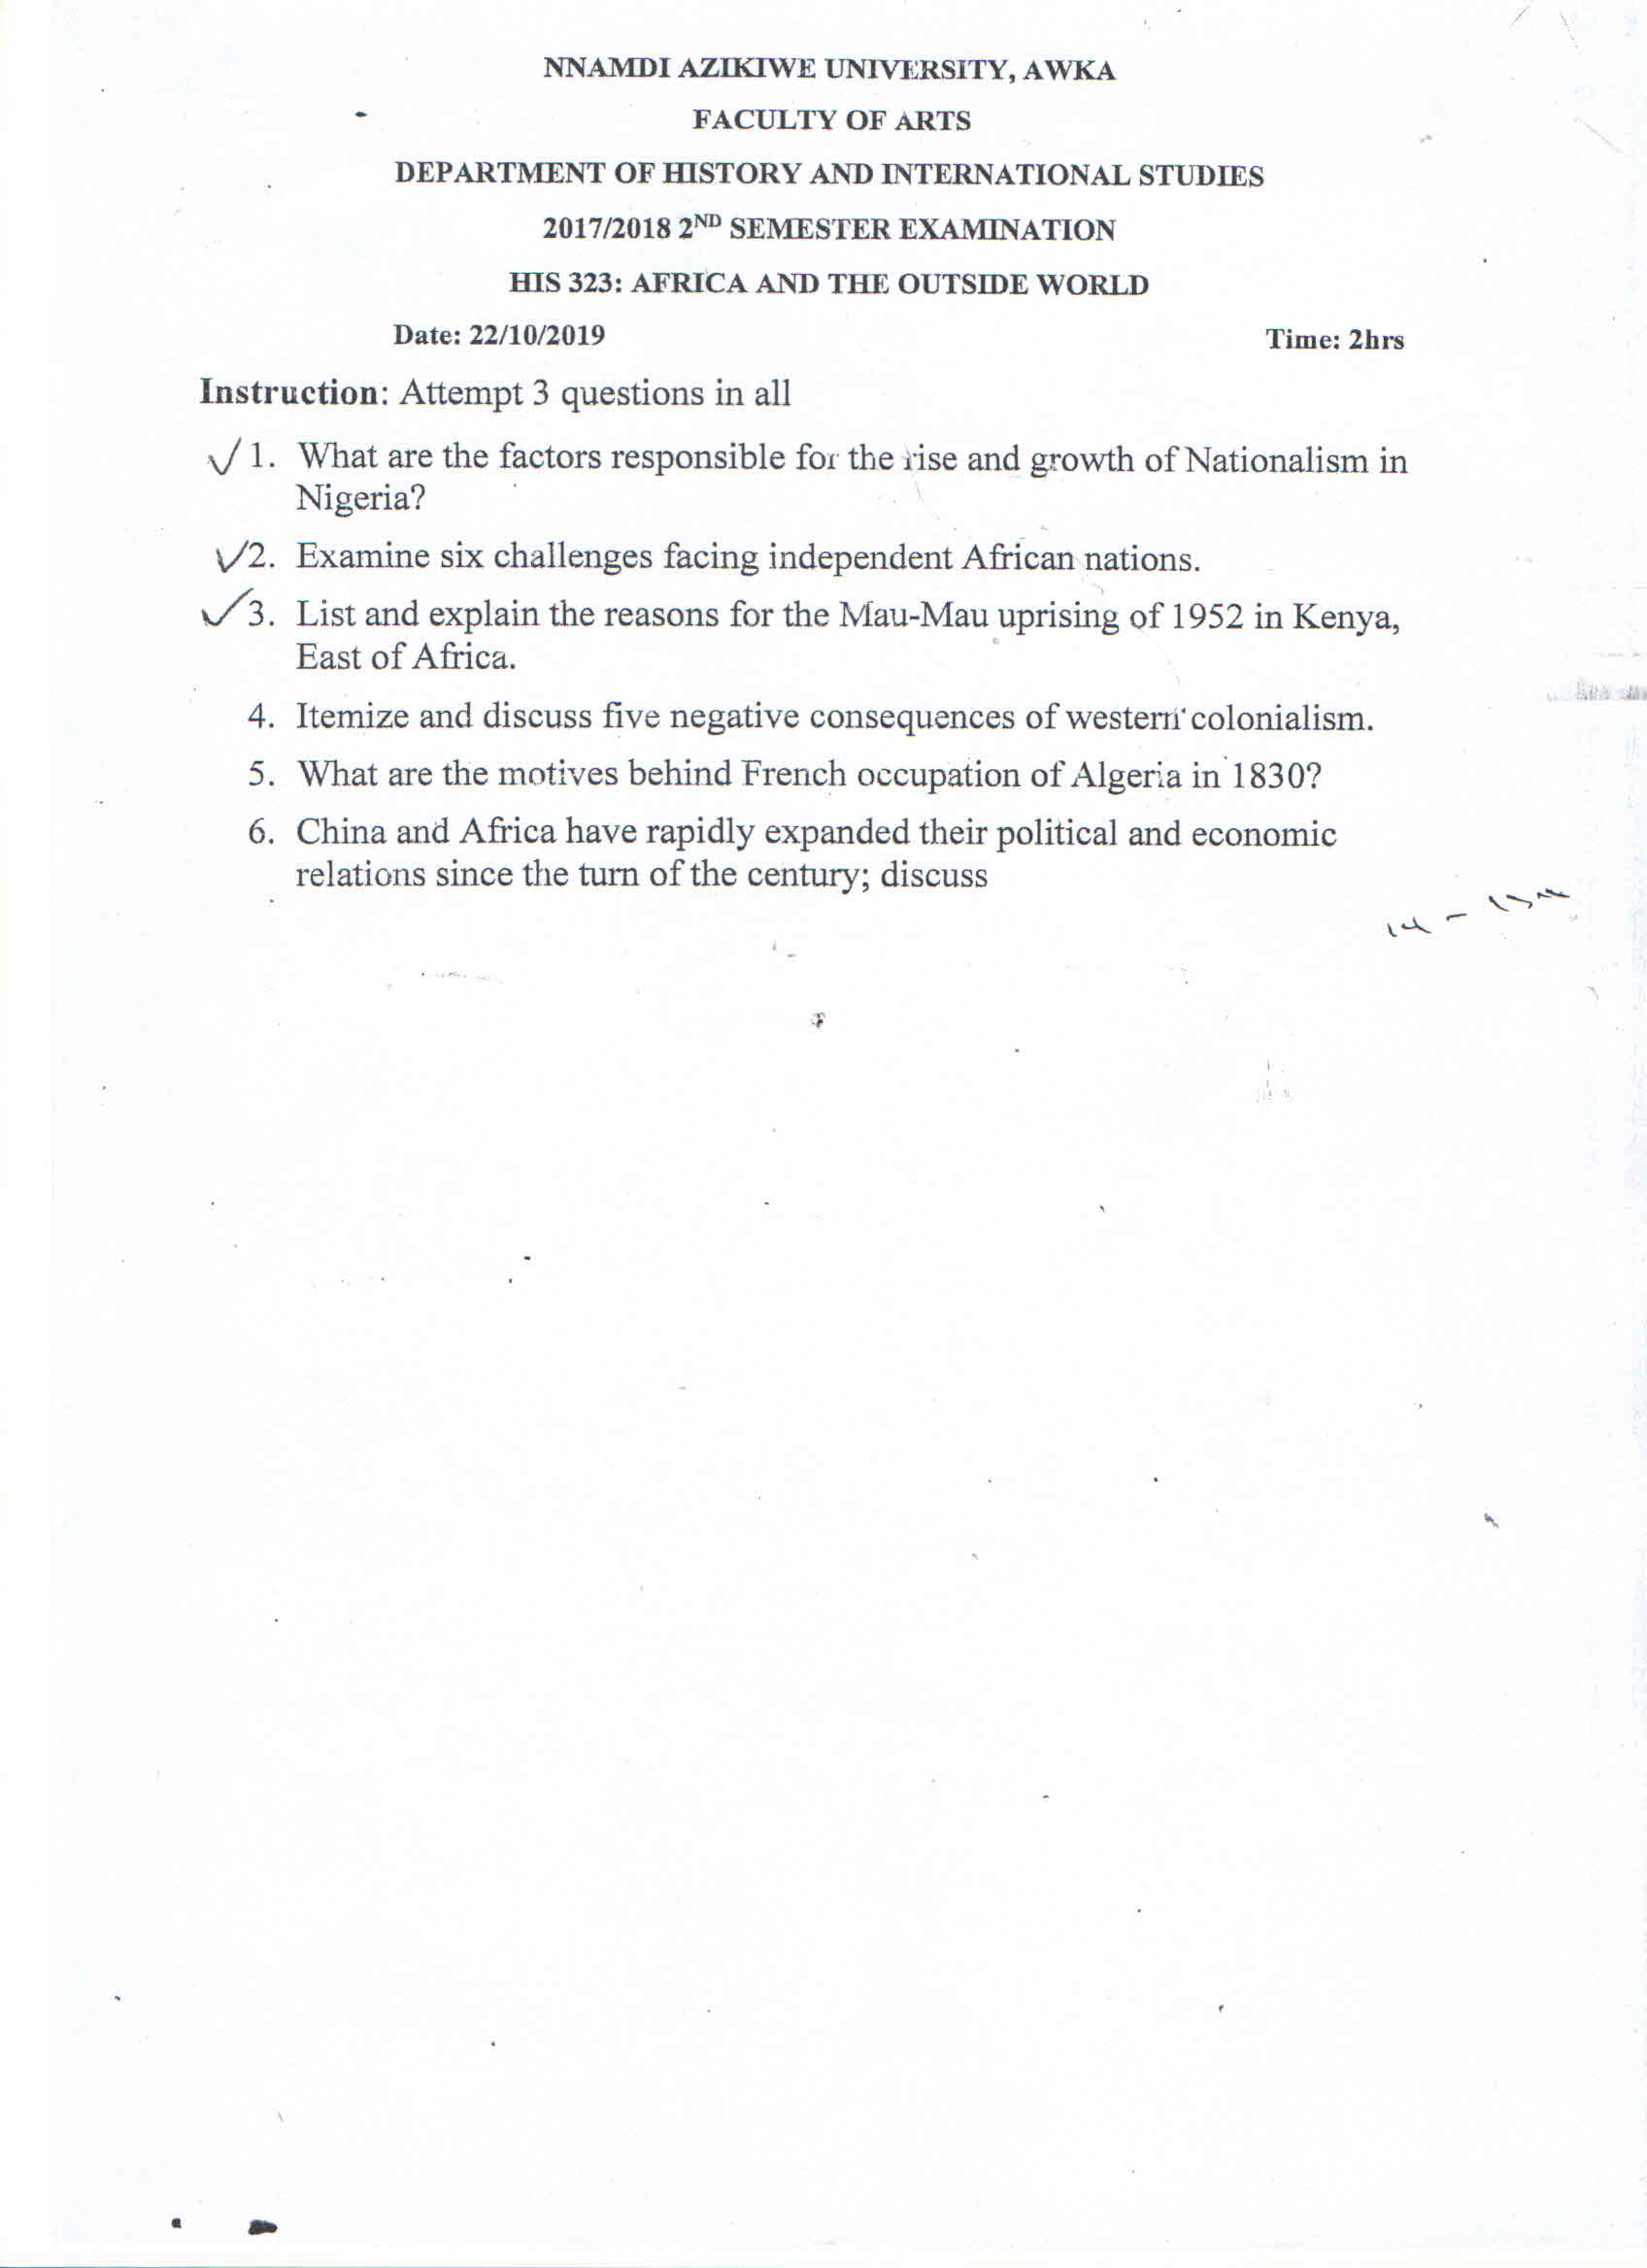 NNAMDI AZIKIWE UNIVERSITY, AWKA
FACULTY OF ARTS
DEPARTMENT OF HISTORY AND INTERNATIONAL STUDIES
2017/2018 2ND SEMESTER EXAMINATION
HIS 323: AFRICA AND THE OUTSIDE WORLD
Date: 22/10/2019 Time: 2hrs
Instruction: Attempt 3 questions in all
1. What are the factors responsible for the rise and growth of Nationalism in
Nigeria?
2. Examine six challenges facing independent African nations.
3. List and explain the reasons for the Mau-Mau uprising of 1952 in Kenya,
East of Africa.
4. Itemize and discuss five negative consequences of western colonialism.
5. What are the motives behind French occupation of Algeria in 1830?
6. China and Africa have rapidly expanded their political and economic
relations since the turn of the century; discuss